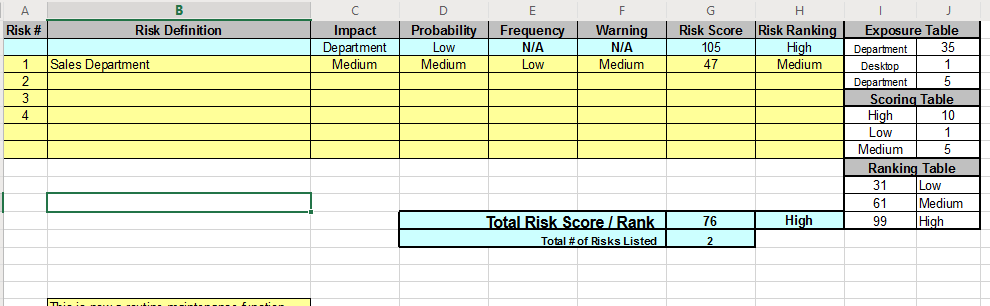 A B C D E F G H I J
Risk # Risk Definition Impact Probability Frequency Warning Risk Score Risk Ranking Exposure Table
Department Low N/A N/A 105 High Department 35
1 Sales Department Medium Medium Low Medium 47 Medium Desktop 1
2 Department 5
3 Scoring Table
4 High 10
Low 1
Medium 5
Ranking Table
31 Low
61 Medium
Total Risk Score / Rank 76 High 99 High
Total # of Risks Listed 2
This is now a routine maintenance function